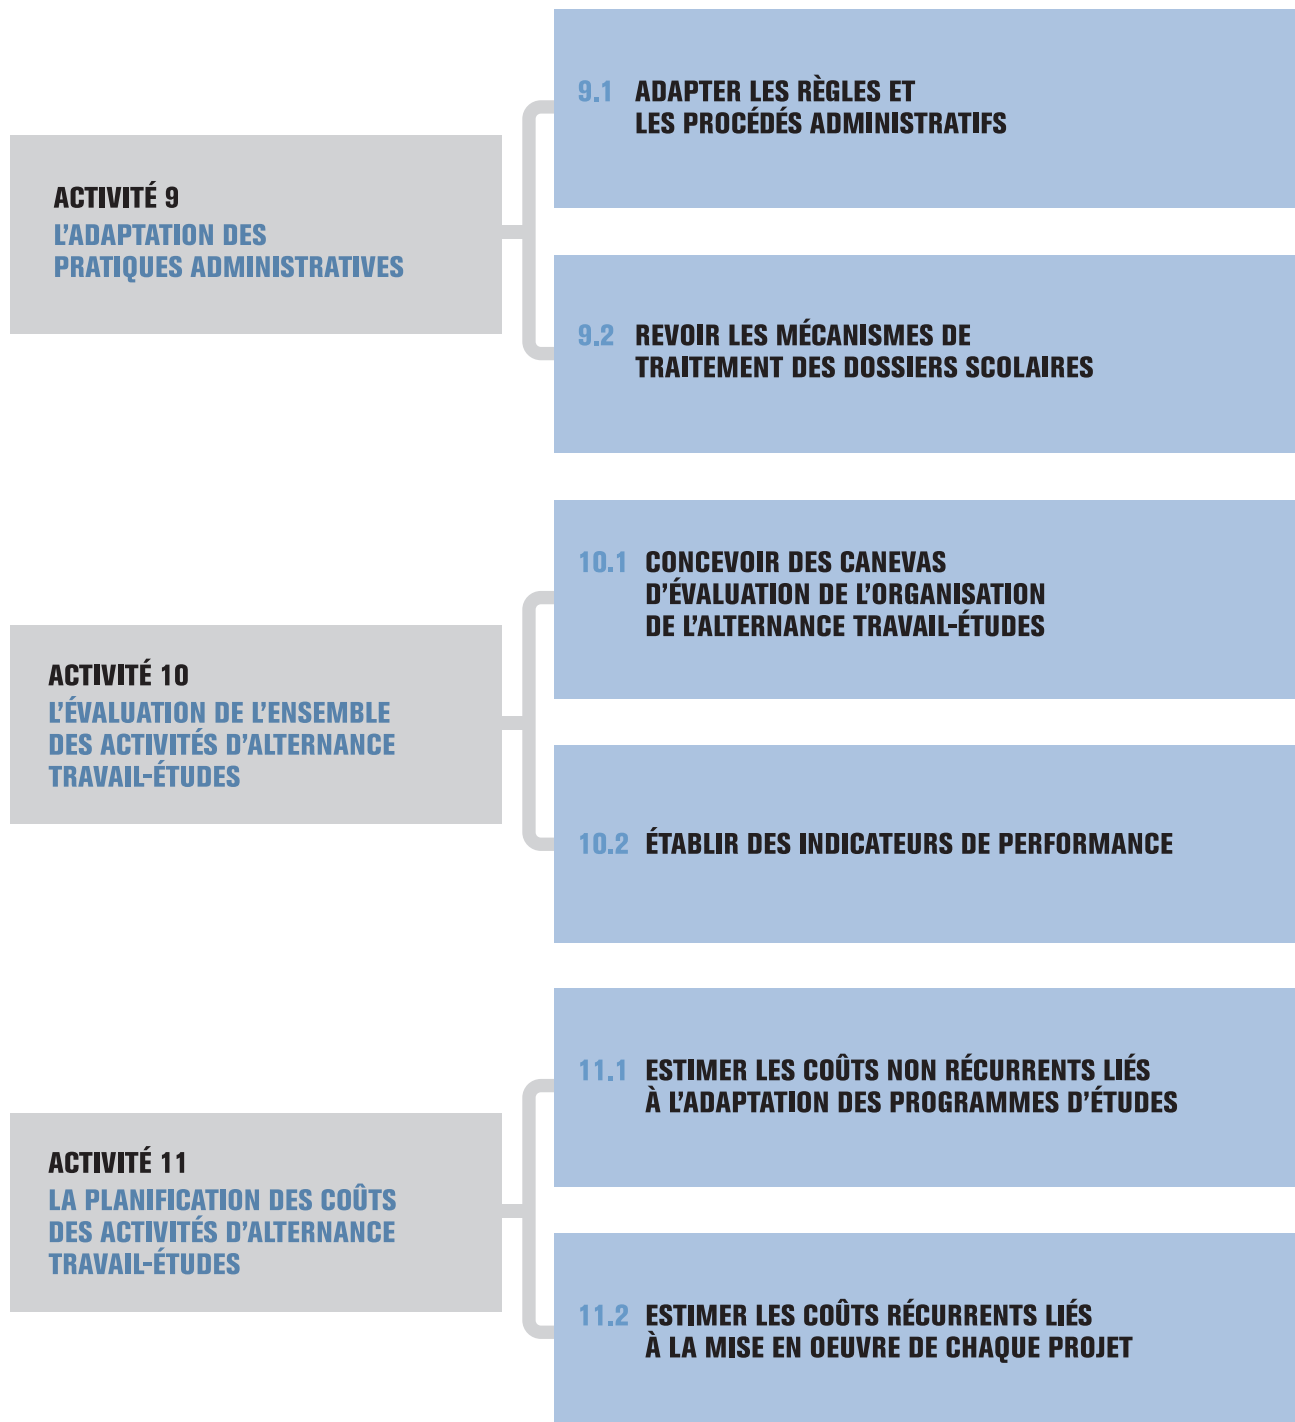 ACTIVITÉ 9
L'ADAPTATION DES
PRATIQUES ADMINISTRATIVES
9.1 ADAPTER LES RÈGLES ET
LES PROCÉDÉS ADMINISTRATIFS
9.2 REVOIR LES MÉCANISMES DE
TRAITEMENT DES DOSSIERS SCOLAIRES
ACTIVITÉ 10
L'ÉVALUATION DE L'ENSEMBLE
DES ACTIVITÉS D'ALTERNANCE
TRAVAIL-ÉTUDES
10.1 CONCEVOIR DES CANEVAS
D'ÉVALUATION DE L'ORGANISATION
DE L'ALTERNANCE TRAVAIL-ÉTUDES
10.2 ÉTABLIR DES INDICATEURS DE PERFORMANCE
ACTIVITÉ 11
LA PLANIFICATION DES COÛTS
DES ACTIVITÉS D'ALTERNANCE
TRAVAIL-ÉTUDES
11.1 ESTIMER LES COÛTS NON RÉCURRENTS LIÉS
À L'ADAPTATION DES PROGRAMMES D'ÉTUDES
11.2 ESTIMER LES COÛTS RÉCURRENTS LIÉS
À LA MISE EN OEUVRE DE CHAQUE PROJET